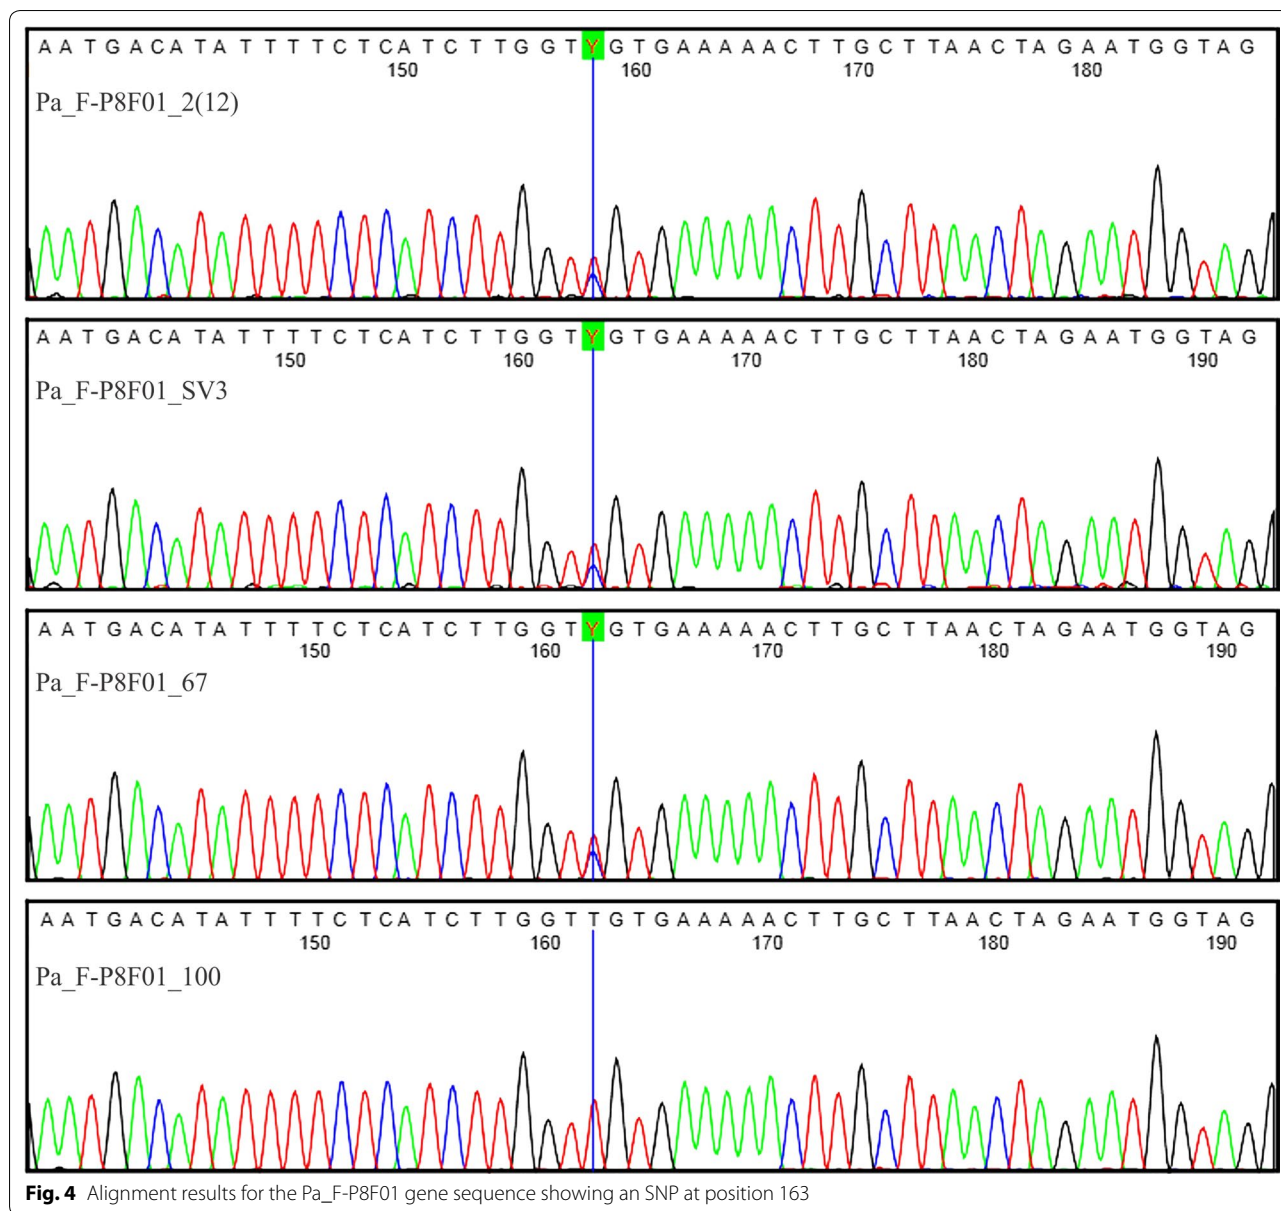 A A T G A C A T A T T T T C T C A T C T T G G T Y G T G A A A A A C T T G C T T A A C T A G A A T G G T A G
150 160 170 180
Pa_F-P8F01_2(12)
A A T G A C A T A T T T T C T C A T C T T G G T Y G T G A A A A A C T T G C T T A A C T A G A A T G G T A G
150 160 170 180 190
Pa_F-P8F01_SV3
A A T G A C A T A T T T T C T C A T C T T G G T Y G T G A A A A A C T T G C T T A A C T A G A A T G G T A G
150 160 170 180 190
Pa_F-P8F01_67
A A T G A C A T A T T T T C T C A T C T T G G T T G T G A A A A A C T T G C T T A A C T A G A A T G G T A G
150 160 170 180 190
Pa_F-P8F01_100
Fig. 4 Alignment results for the Pa_F-P8F01 gene sequence showing an SNP at position 163